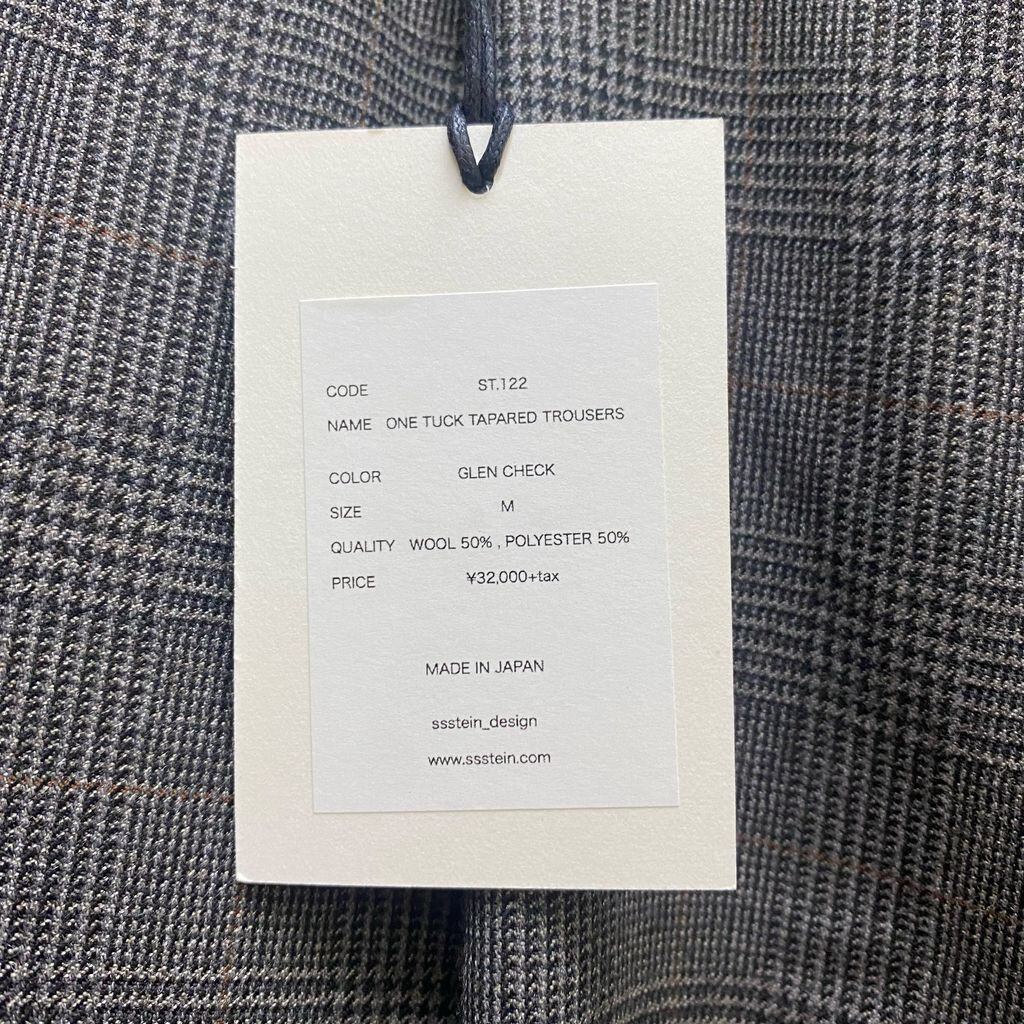 CODE ST.122
NAME ONE TUCK TAPARED TROUSERS
COLOR GLEN CHECK
SIZE M
QUALITY WOOL 50% , POLYESTER 50%
PRICE ¥32,000+tax
MADE IN JAPAN
ssstein_design
www.ssstein.com